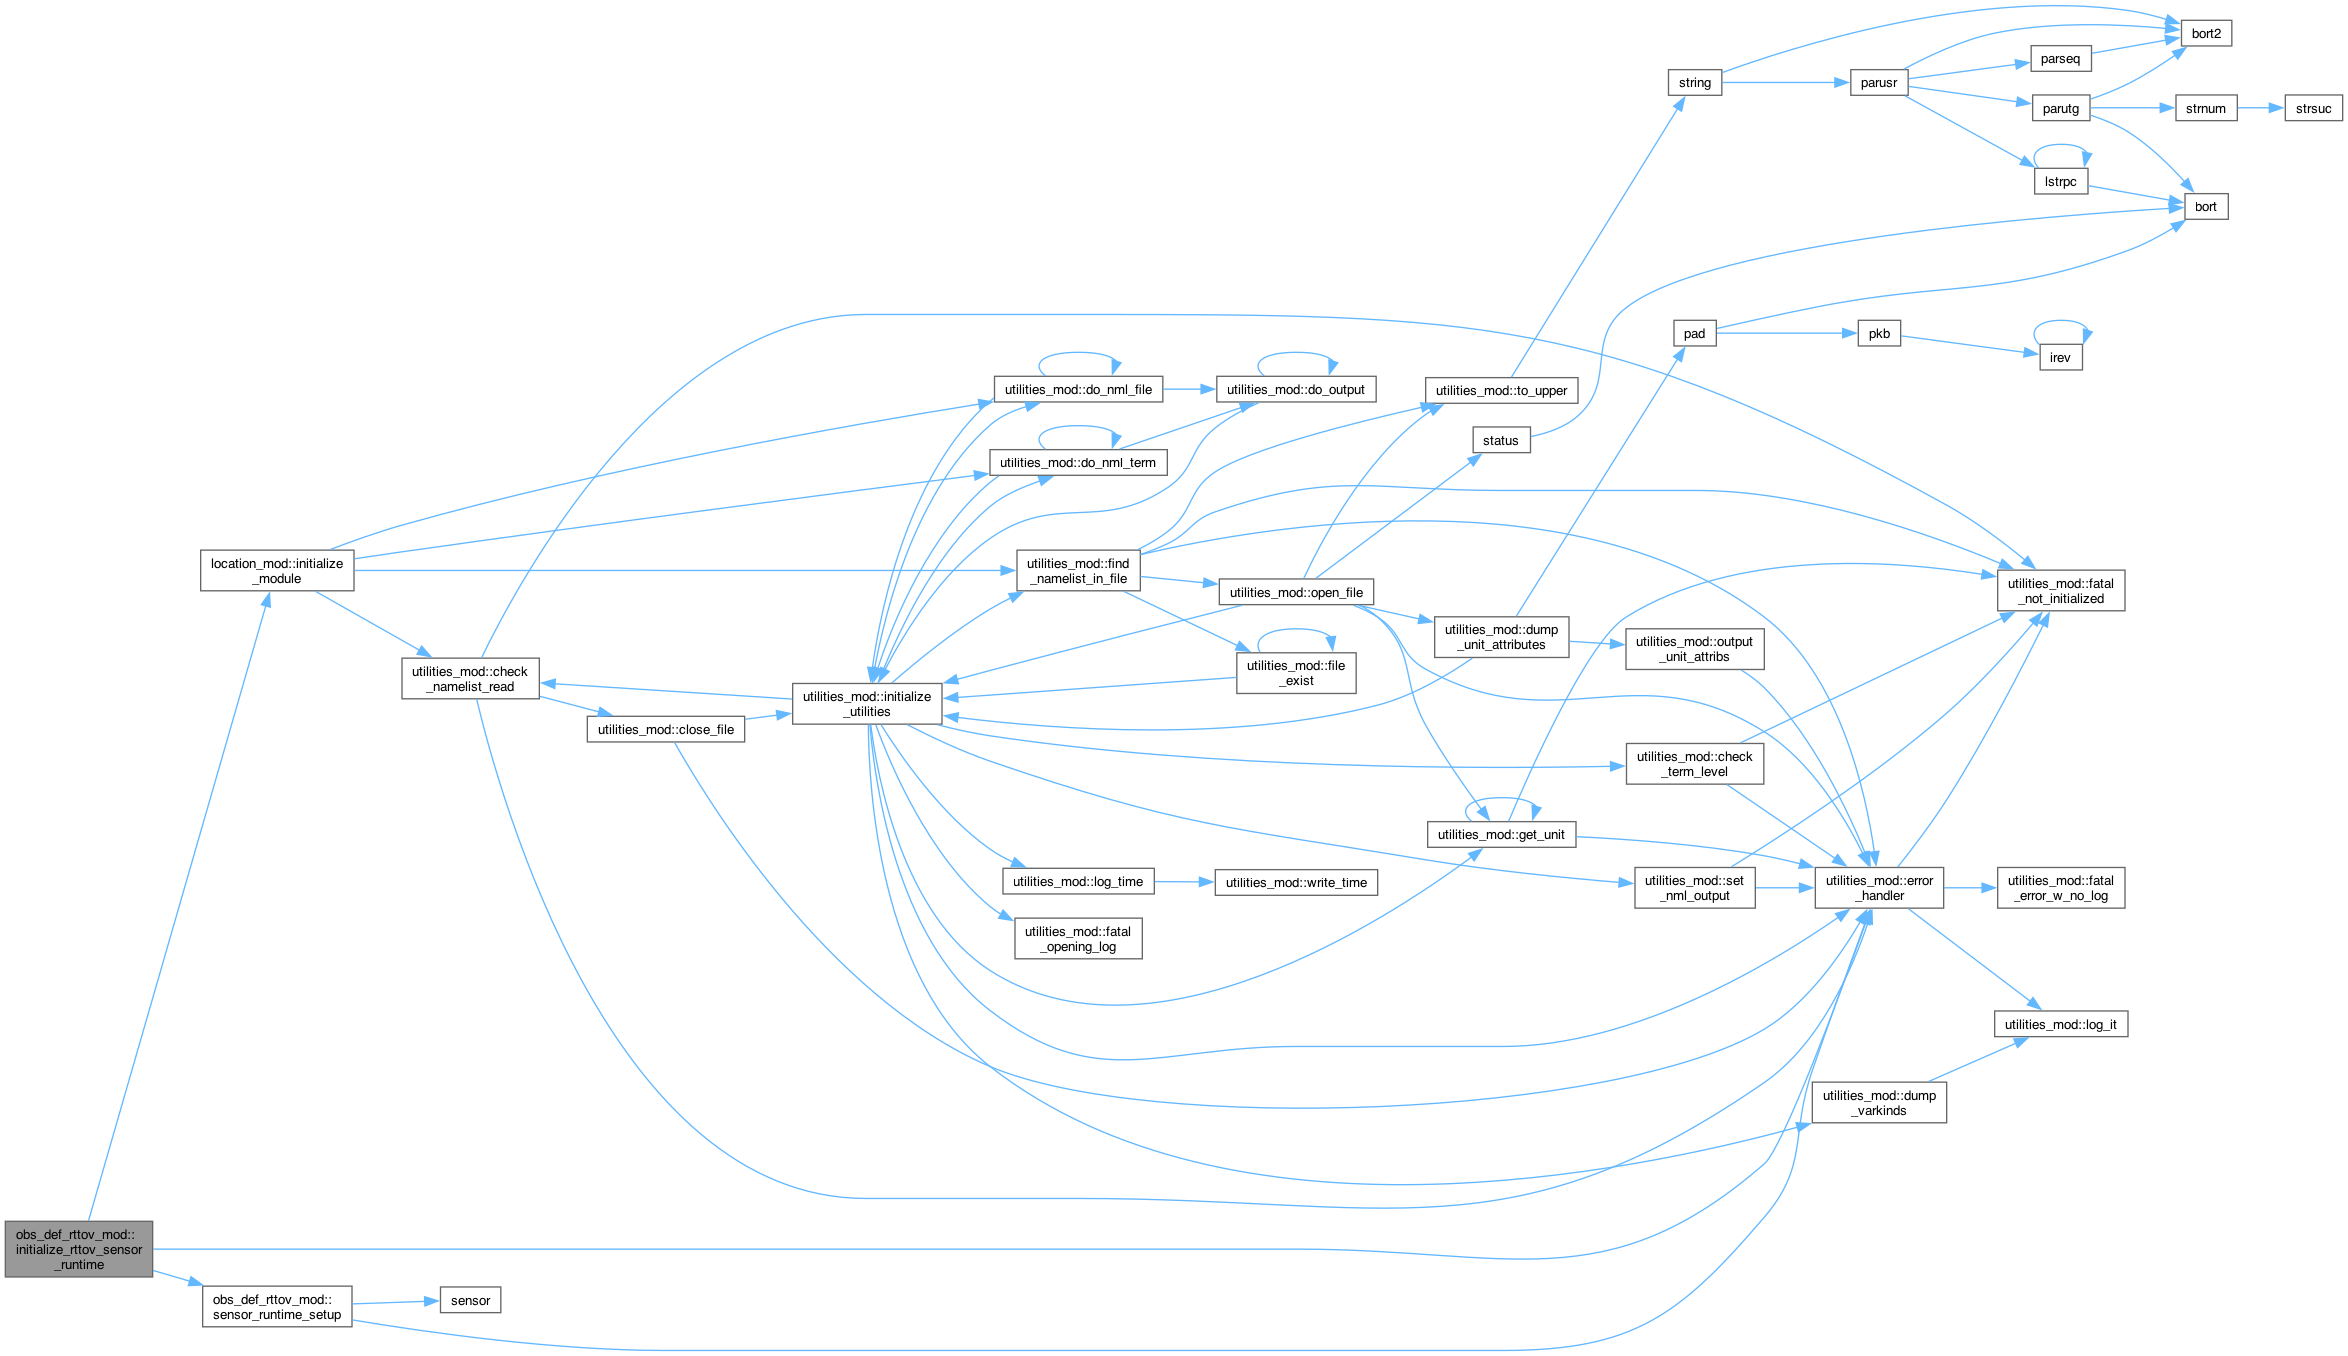 bort2
parseq
string
parusr
parutg
strnum
strsuc
lstrpc
bort
pad
pkb
irev
utilities_mod::do_nml_file
utilities_mod::do_output
utilities_mod::to_upper
status
utilities_mod::do_nml_term
location_mod::initialize
_module
utilities_mod::find
_namelist_in_file
utilities_mod::open_file
utilities_mod::fatal
_not_initialized
utilities_mod::dump
_unit_attributes
utilities_mod::output
_unit_attribs
utilities_mod::file
_exist
utilities_mod::check
_namelist_read
utilities_mod::initialize
_utilities
utilities_mod::close_file
utilities_mod::check
_term_level
utilities_mod::get_unit
utilities_mod::log_time
utilities_mod::write_time
utilities_mod::set
_nml_output
utilities_mod::error
_handler
utilities_mod::fatal
_error_w_no_log
utilities_mod::fatal
_opening_log
utilities_mod::log_it
utilities_mod::dump
_varkinds
obs_def_rttov_mod::
initialize_rttov_sensor
_runtime
obs_def_rttov_mod::
sensor_runtime_setup
sensor